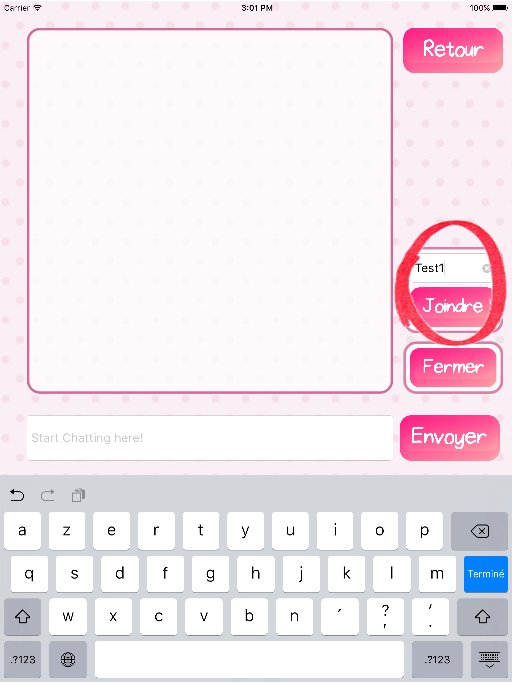 Carrier 3:01 PM 100%
Retour
Test1
Joindre
Fermer
Start Chatting here!
Envoyer
a z e r t y u i o p
q s d f g h j k l m Terminé
w x c v b n ´ ? , ' .
.?123 .?123